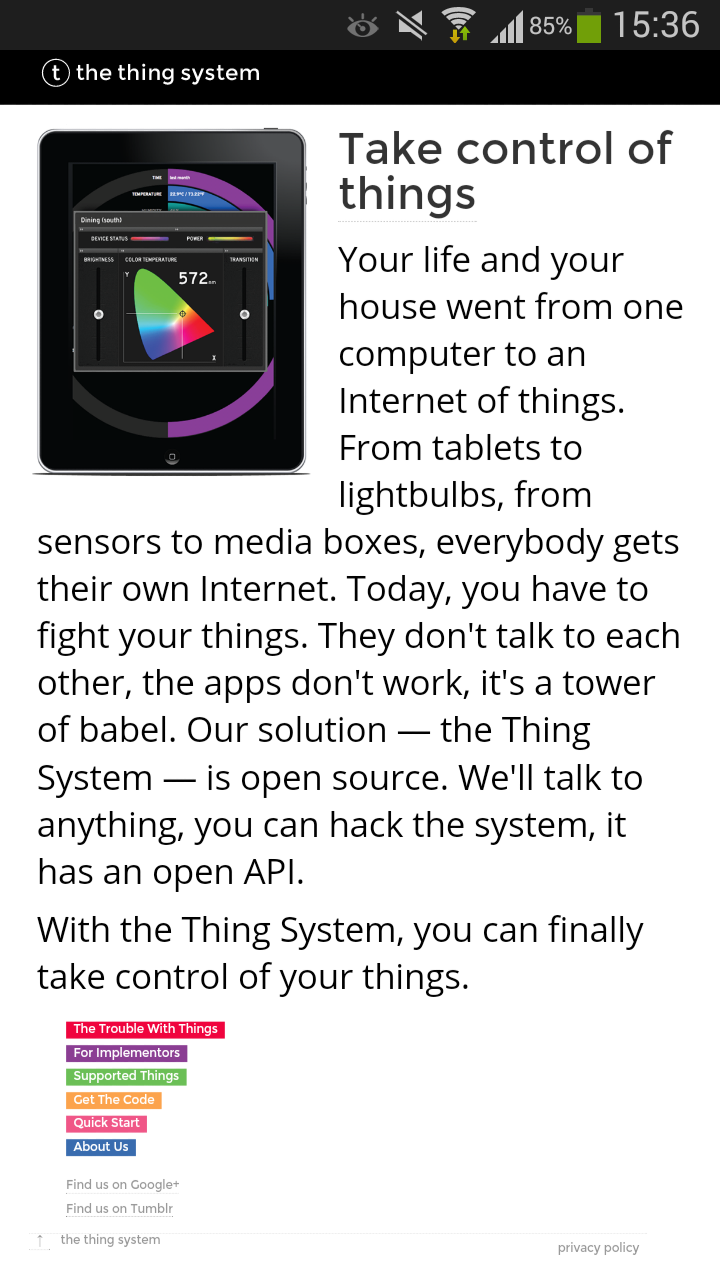 85% 15:36
t the thing system
TIME last month
TEMPERATURE 22.9°C / 73.22°F
Dining (south)
DEVICE STATUS POWER
BRIGHTNESS COLOR TEMPERATURE TRANSITION
Y 572nm
X
Take control of
things
Your life and your
house went from one
computer to an
Internet of things.
From tablets to
lightbulbs, from
sensors to media boxes, everybody gets
their own Internet. Today, you have to
fight your things. They don't talk to each
other, the apps don't work, it's a tower
of babel. Our solution — the Thing
System — is open source. We'll talk to
anything, you can hack the system, it
has an open API.
With the Thing System, you can finally
take control of your things.
The Trouble With Things
For Implementors
Supported Things
Get The Code
Quick Start
About Us
Find us on Google+
Find us on Tumblr
↑ the thing system
privacy policy